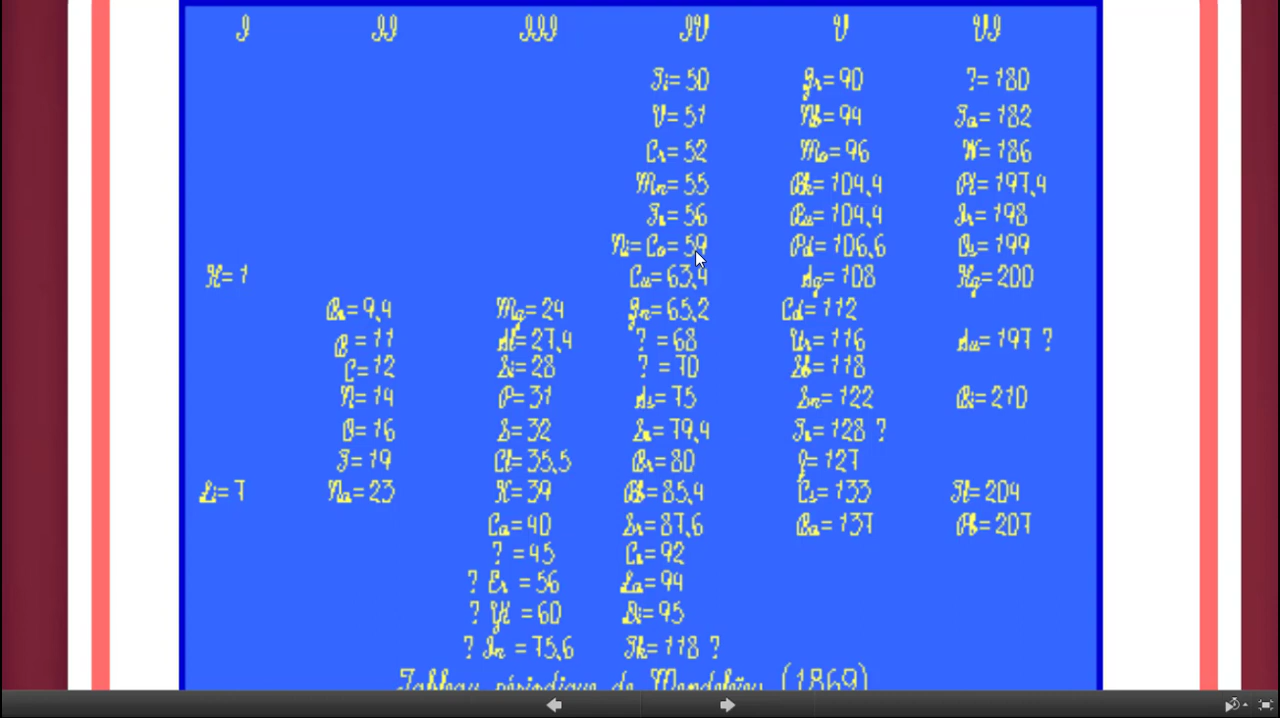 I II III IV V VI
Ti= 50 Zr= 90 ?= 180
V= 51 Nb= 94 Ta= 182
Cr= 52 Mo= 96 W= 186
Mn= 55 Rh= 104,4 Pt= 197,4
Fe= 56 Ru= 104,4 Ir= 198
Ni= Co= 59 Pd= 106,6 Os= 199
H= 1 Cu= 63,4 Ag= 108 Hg= 200
Be= 9,4 Mg= 24 Zn= 65,2 Cd= 112
B = 11 Al= 27,4 ? = 68 Ur= 116 Au= 197 ?
C= 12 Si= 28 ? = 70 Sb= 118
N= 14 P= 31 As= 75 Sn= 122 Bi= 210
O= 16 S= 32 Se= 79,4 Te= 128 ?
F= 19 Cl= 35,5 Br= 80 I= 127
Li= 7 Na= 23 K= 39 Rb= 85,4 Cs= 133 Tl= 204
Ca= 40 Sr= 87,6 Ba= 137 Pb= 207
? = 45 Ce= 92
? Er = 56 La= 94
? Yt = 60 Di= 95
? In = 75,6 Th= 118 ?
Tableau périodique de Mendeleïev (1869)